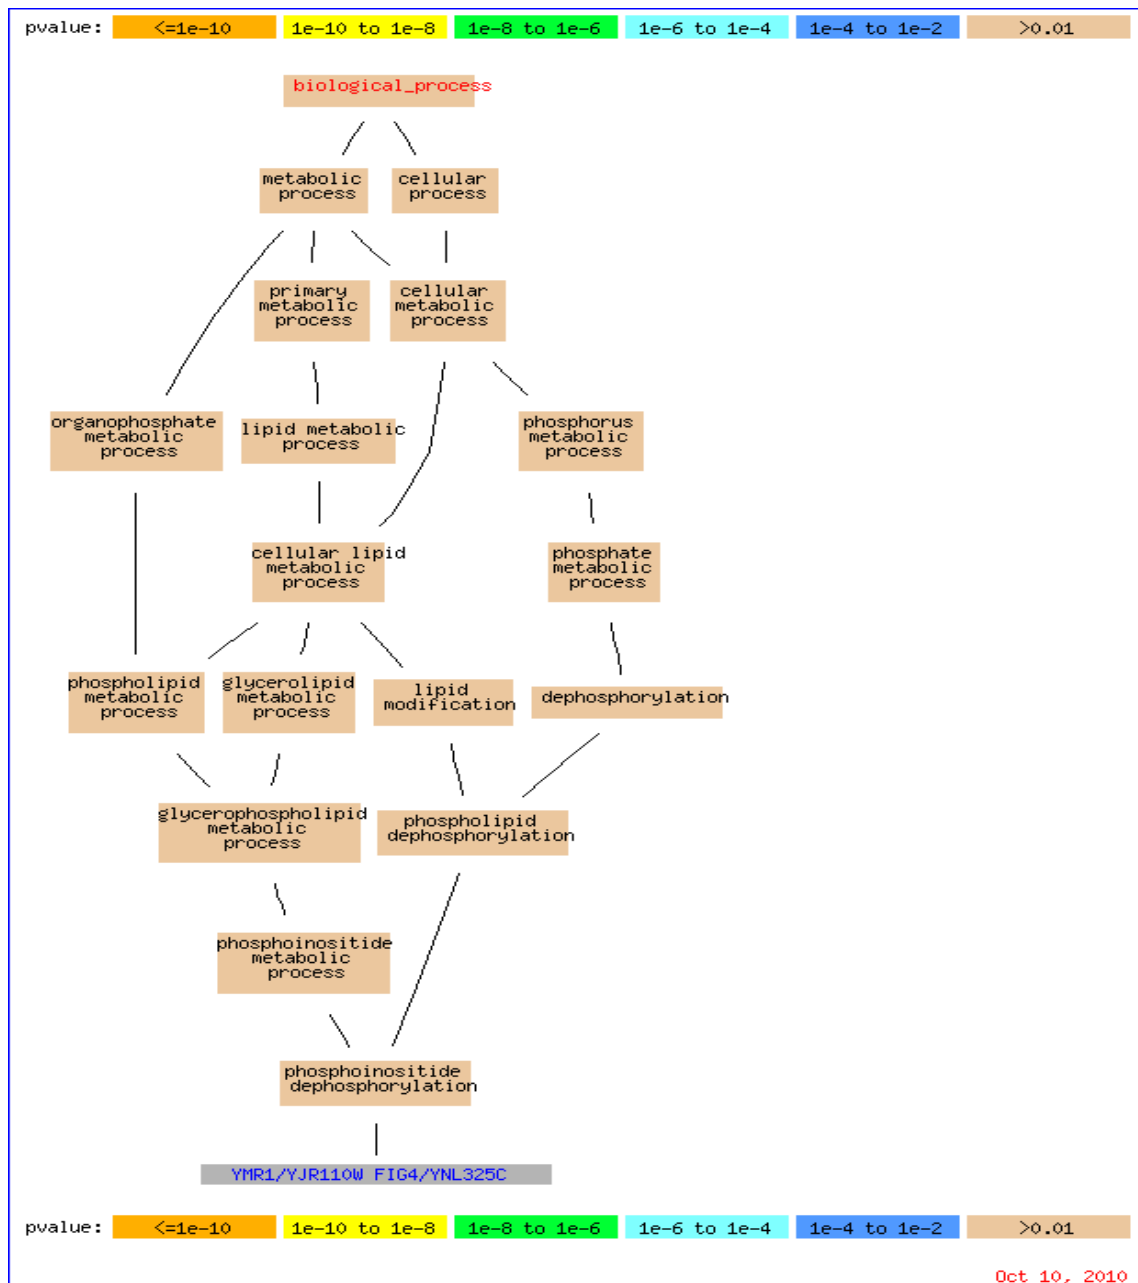 pvalue: <=1e-10 1e-10 to 1e-8 1e-8 to 1e-6 1e-6 to 1e-4 1e-4 to 1e-2 >0.01
biological_process
metabolic
process
cellular
process
primary
metabolic
process
cellular
metabolic
process
organophosphate
metabolic
process
lipid metabolic
process
phosphorus
metabolic
process
cellular lipid
metabolic
process
phosphate
metabolic
process
phospholipid
metabolic
process
glycerolipid
metabolic
process
lipid
modification
dephosphorylation
glycerophospholipid
metabolic
process
phospholipid
dephosphorylation
phosphoinositide
metabolic
process
phosphoinositide
dephosphorylation
YMR1/YJR110W FIG4/YNL325C
pvalue: <=1e-10 1e-10 to 1e-8 1e-8 to 1e-6 1e-6 to 1e-4 1e-4 to 1e-2 >0.01
Oct 10, 2010